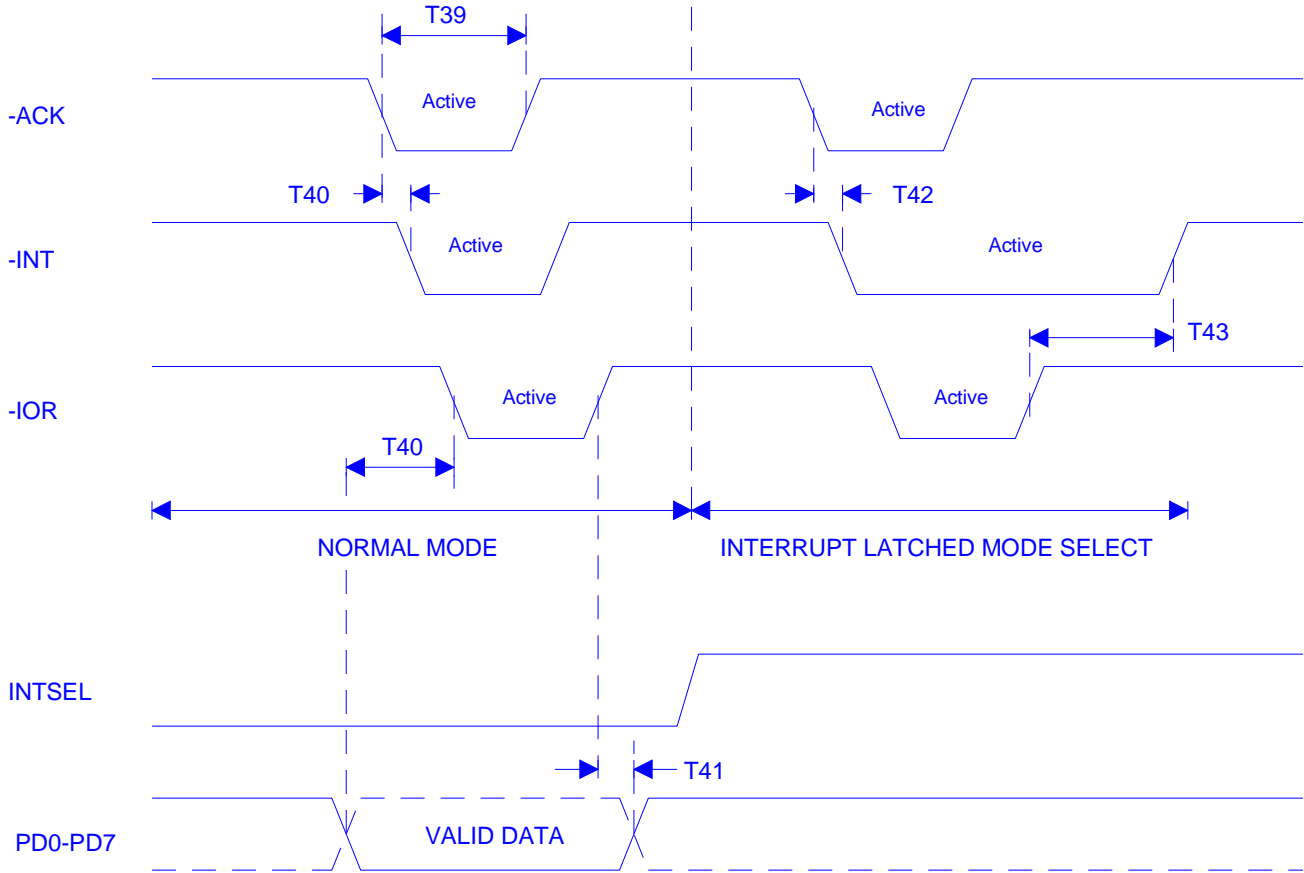 T39
-ACK
Active
Active
T40
T42
-INT
Active
Active
T43
-IOR
Active
Active
T40
NORMAL MODE
INTERRUPT LATCHED MODE SELECT
INTSEL
T41
PD0-PD7
VALID DATA